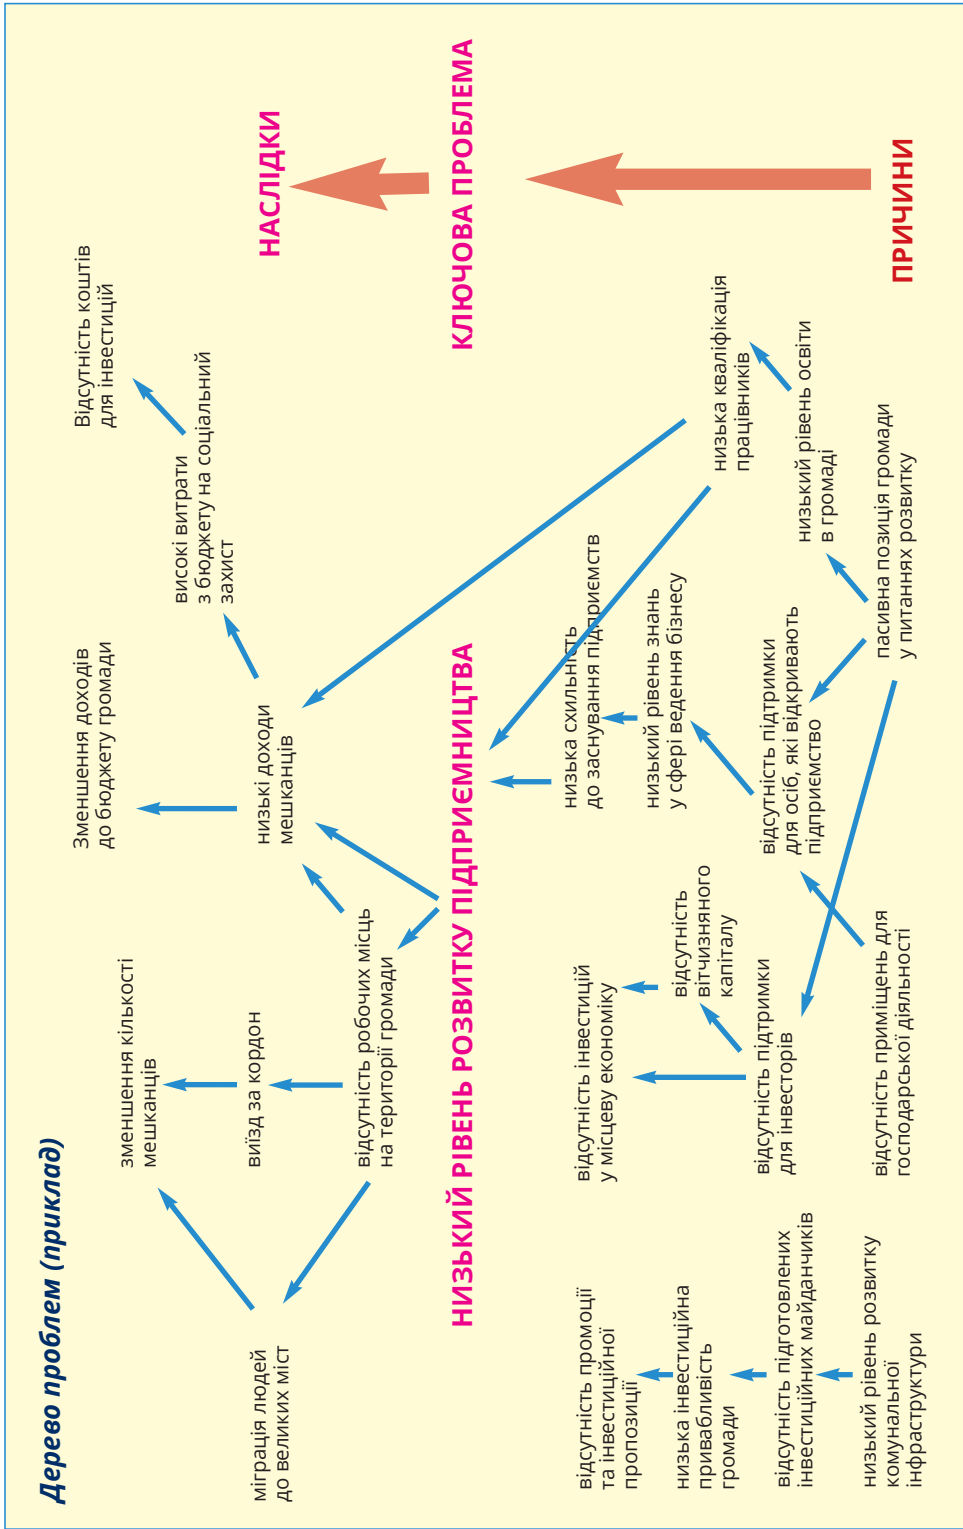 Дерево проблем (приклад)
міграція людей
до великих міст
зменшення кількості
мешканців
виїзд за кордон
відсутність робочих місць
на території громади
Зменшення доходів
до бюджету громади
низькі доходи
мешканців
високі витрати
з бюджету на соціальний
захист
Відсутність коштів
для інвестицій
НАСЛІДКИ
НИЗЬКИЙ РІВЕНЬ РОЗВИТКУ ПІДПРИЄМНИЦТВА
КЛЮЧОВА ПРОБЛЕМА
відсутність промоції
та інвестиційної
пропозиції
низька інвестиційна
привабливість
громади
відсутність підготовлених
інвестиційних майданчиків
низький рівень розвитку
комунальної
інфраструктури
відсутність інвестицій
у місцеву економіку
відсутність
вітчизняного
капіталу
відсутність підтримки
для інвесторів
відсутність приміщень для
господарської діяльності
низька схильність
до заснування підприємств
низький рівень знань
у сфері ведення бізнесу
відсутність підтримки
для осіб, які відкривають
підприємство
пасивна позиція громади
у питаннях розвитку
низька кваліфікація
працівників
низький рівень освіти
в громаді
ПРИЧИНИ